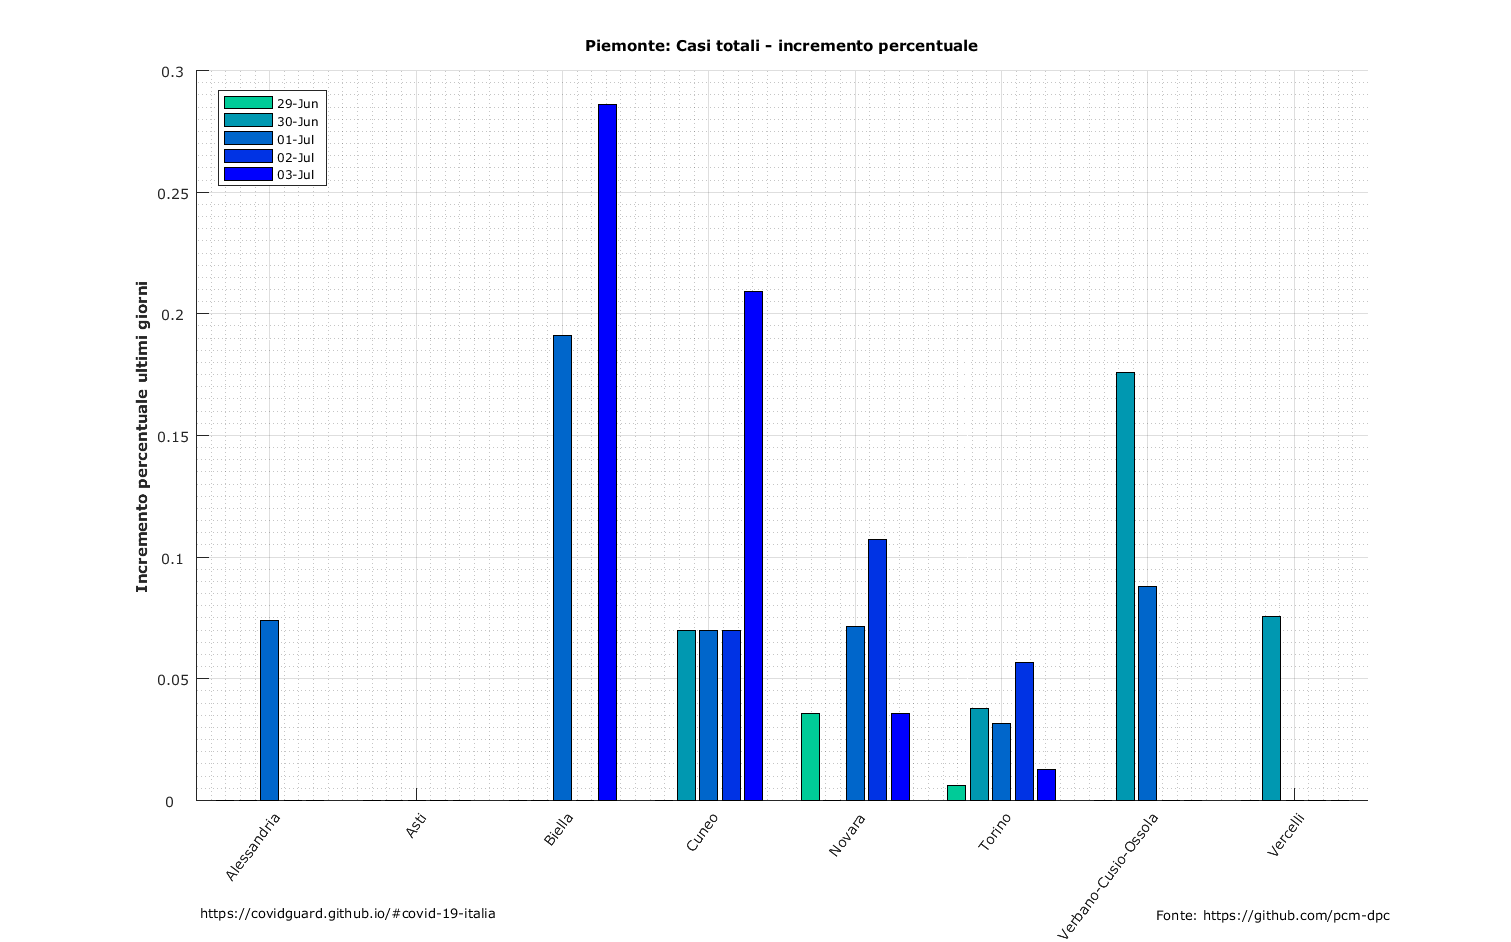 Piemonte: Casi totali - incremento percentuale
0.3
0.25
0.2
0.15
0.1
0.05
0
Incremento percentuale ultimi giorni
29-Jun
30-Jun
01-Jul
02-Jul
03-Jul
Alessandria
Asti
Biella
Cuneo
Novara
Torino
Verbano-Cusio-Ossola
Vercelli
https://covidguard.github.io/#covid-19-italia
Fonte: https://github.com/pcm-dpc